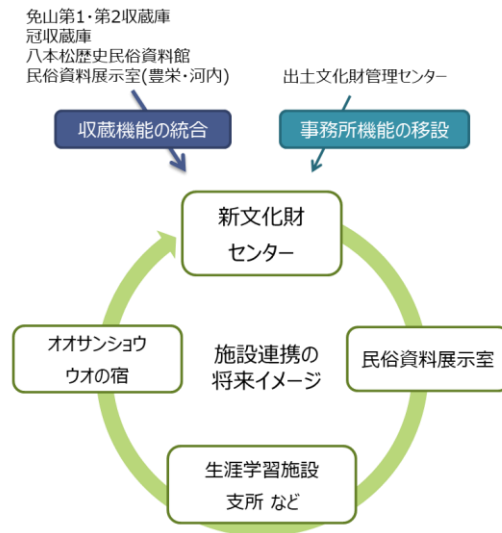 免山第1・第2収蔵庫
冠収蔵庫
八本松歴史民俗資料館
民俗資料展示室(豊栄・河内)
出土文化財管理センター
収蔵機能の統合
事務所機能の移設
新文化財
センター
オオサンショウ
ウオの宿
施設連携の
将来イメージ
民俗資料展示室
生涯学習施設
支所 など